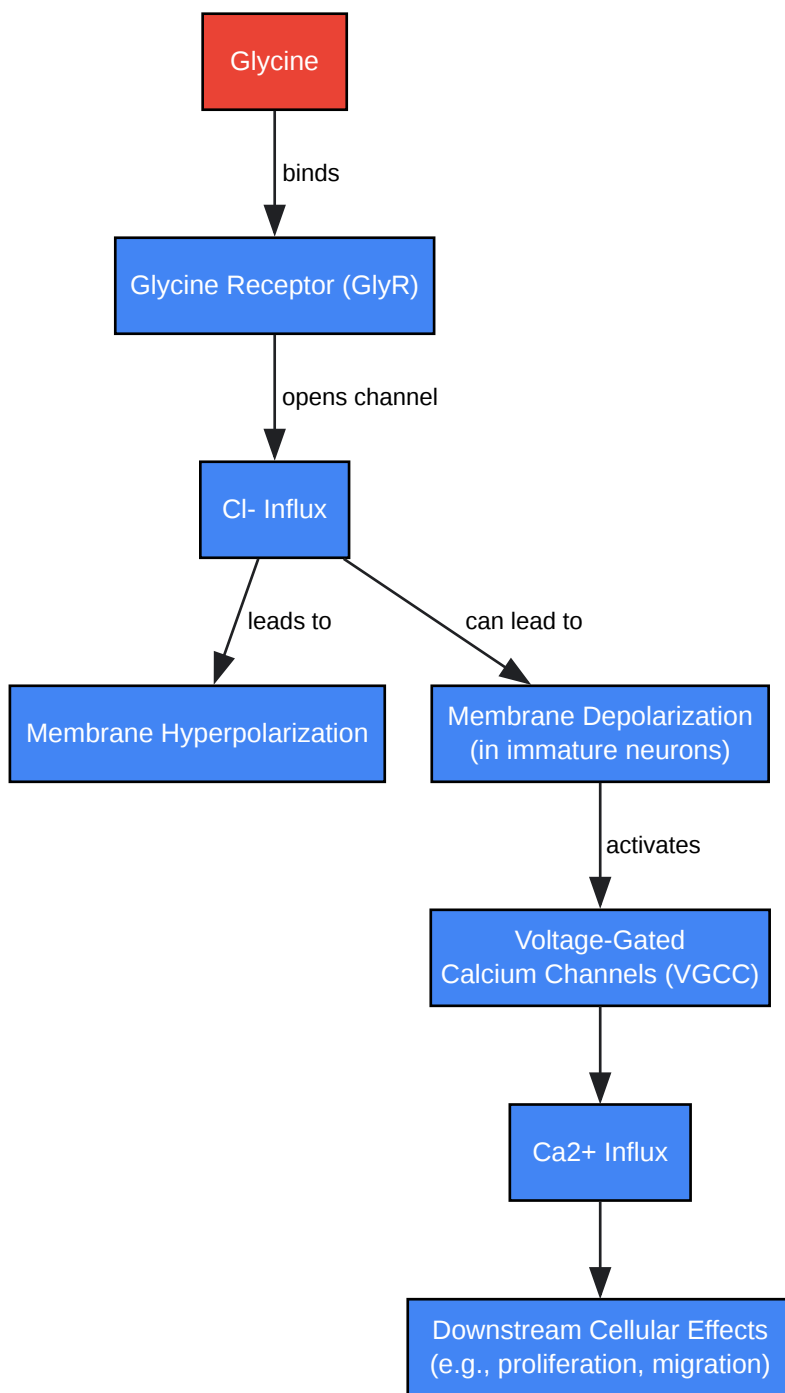 Glycine
binds
Glycine Receptor (GlyR)
opens channel
Cl- Influx
leads to
can lead to
Membrane Hyperpolarization
Membrane Depolarization
(in immature neurons)
activates
Voltage-Gated
Calcium Channels (VGCC)
Ca2+ Influx
Downstream Cellular Effects
(e.g., proliferation, migration)